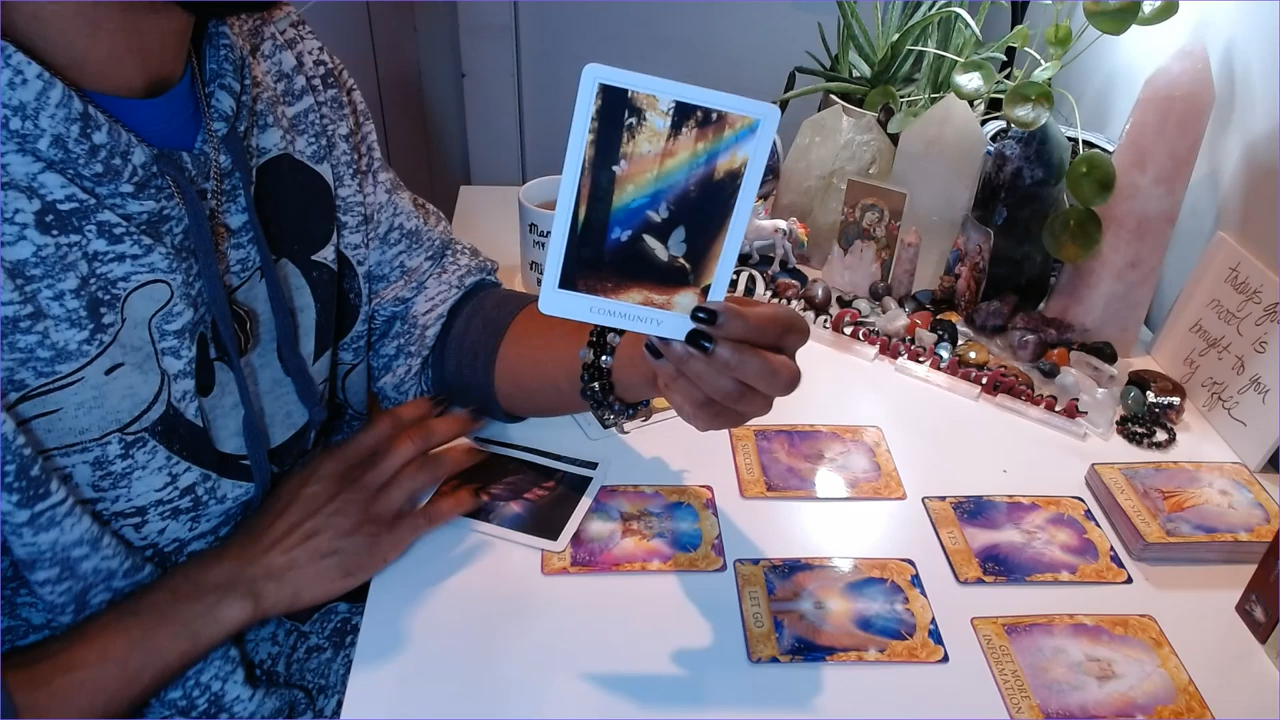 COMMUNITY
SUCCESS!
YES
LET GO
GET MORE
INFORMATION
DON'T STOP!
today's good
mood is
brought to you
by coffee